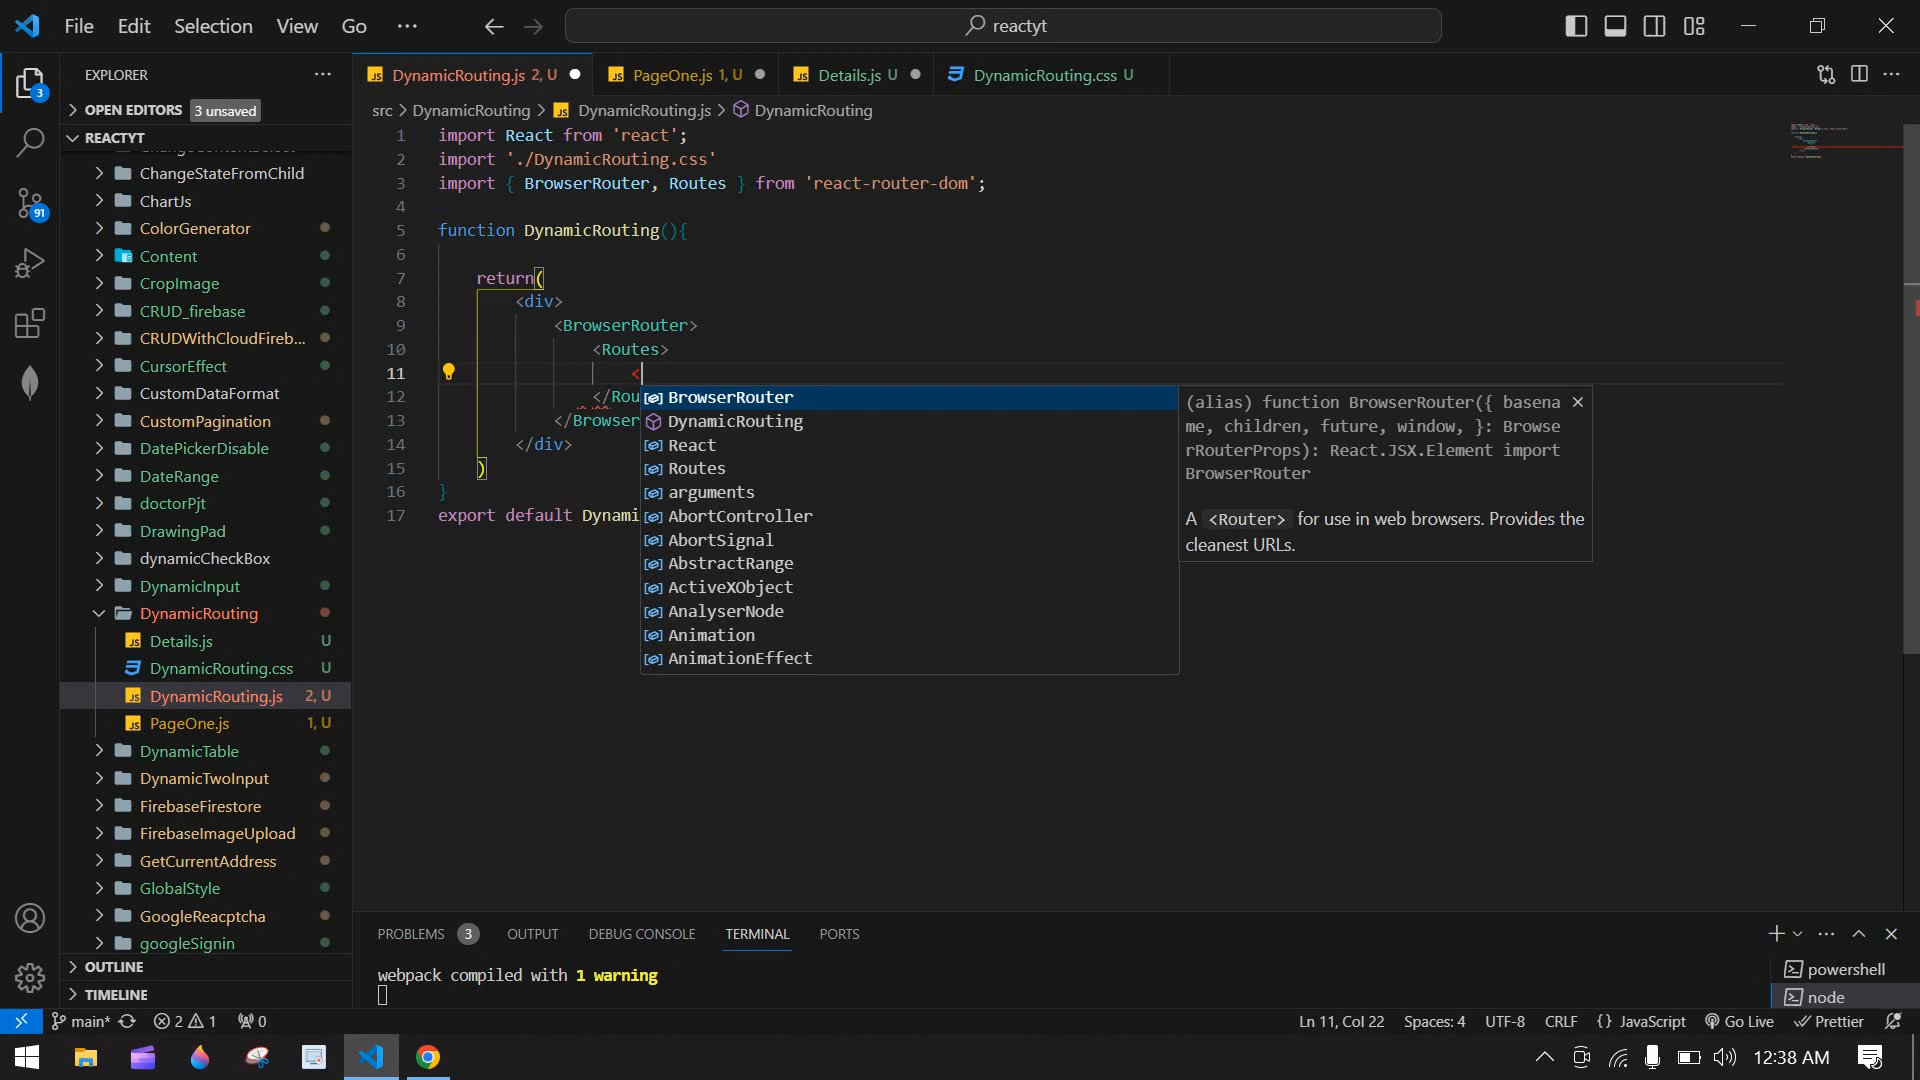 File Edit Selection View Go ··· reactyt
EXPLORER ···
OPEN EDITORS 3 unsaved
REACTYT
ChangeStateFromChild
ChartJs
ColorGenerator
Content
CropImage
CRUD_firebase
CRUDWithCloudFireb...
CursorEffect
CustomDataFormat
CustomPagination
DatePickerDisable
DateRange
doctorPjt
DrawingPad
dynamicCheckBox
DynamicInput
DynamicRouting
Details.js U
DynamicRouting.css U
DynamicRouting.js 2, U
PageOne.js 1, U
DynamicTable
DynamicTwoInput
FirebaseFirestore
FirebaseImageUpload
GetCurrentAddress
GlobalStyle
GoogleReacptcha
googleSignin
OUTLINE
TIMELINE
3
91
DynamicRouting.js 2, U PageOne.js 1, U Details.js U DynamicRouting.css U
src > DynamicRouting > DynamicRouting.js > DynamicRouting
1 import React from 'react';
2 import './DynamicRouting.css'
3 import { BrowserRouter, Routes } from 'react-router-dom';
4
5 function DynamicRouting(){
6
7 return(
8 <div>
9 <BrowserRouter>
10 <Routes>
11 <
12 </Rou
13 </Browser
14 </div>
15 )
16 }
17 export default Dynami
BrowserRouter
DynamicRouting
React
Routes
arguments
AbortController
AbortSignal
AbstractRange
ActiveXObject
AnalyserNode
Animation
AnimationEffect
(alias) function BrowserRouter({ basena
me, children, future, window, }: Browse
rRouterProps): React.JSX.Element import
BrowserRouter
A <Router> for use in web browsers. Provides the
cleanest URLs.
PROBLEMS 3 OUTPUT DEBUG CONSOLE TERMINAL PORTS
webpack compiled with 1 warning
powershell
node
main* 2 1 0 Ln 11, Col 22 Spaces: 4 UTF-8 CRLF {} JavaScript Go Live Prettier
12:38 AM